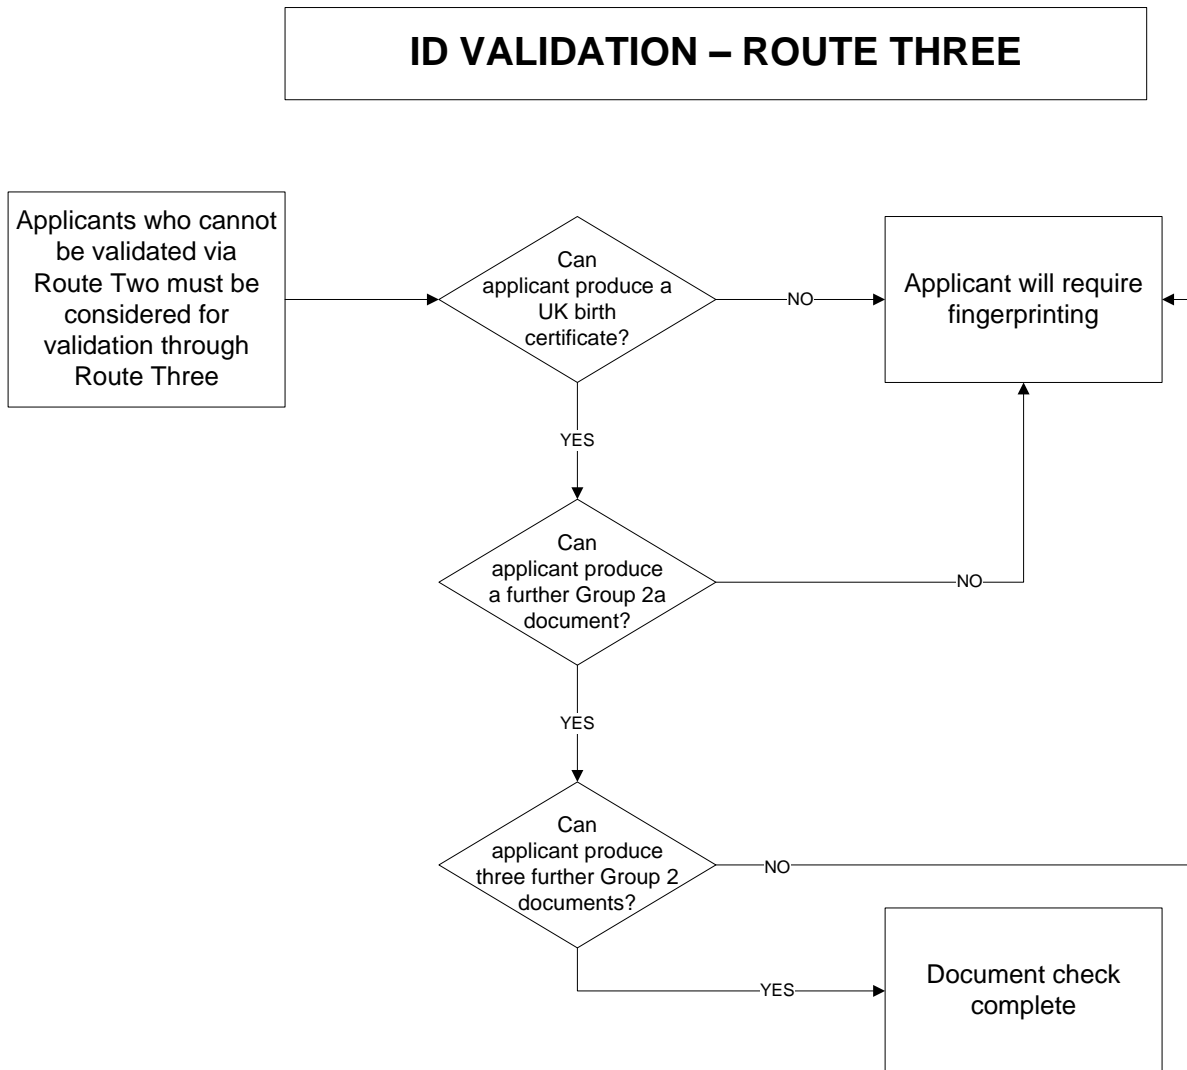 ID VALIDATION – ROUTE THREE
Applicants who cannot
be validated via
Route Two must be
considered for
validation through
Route Three
Can
applicant produce a
UK birth
certificate?
NO
Applicant will require
fingerprinting
YES
Can
applicant produce
a further Group 2a
document?
NO
YES
Can
applicant produce
three further Group 2
documents?
NO
YES
Document check
complete